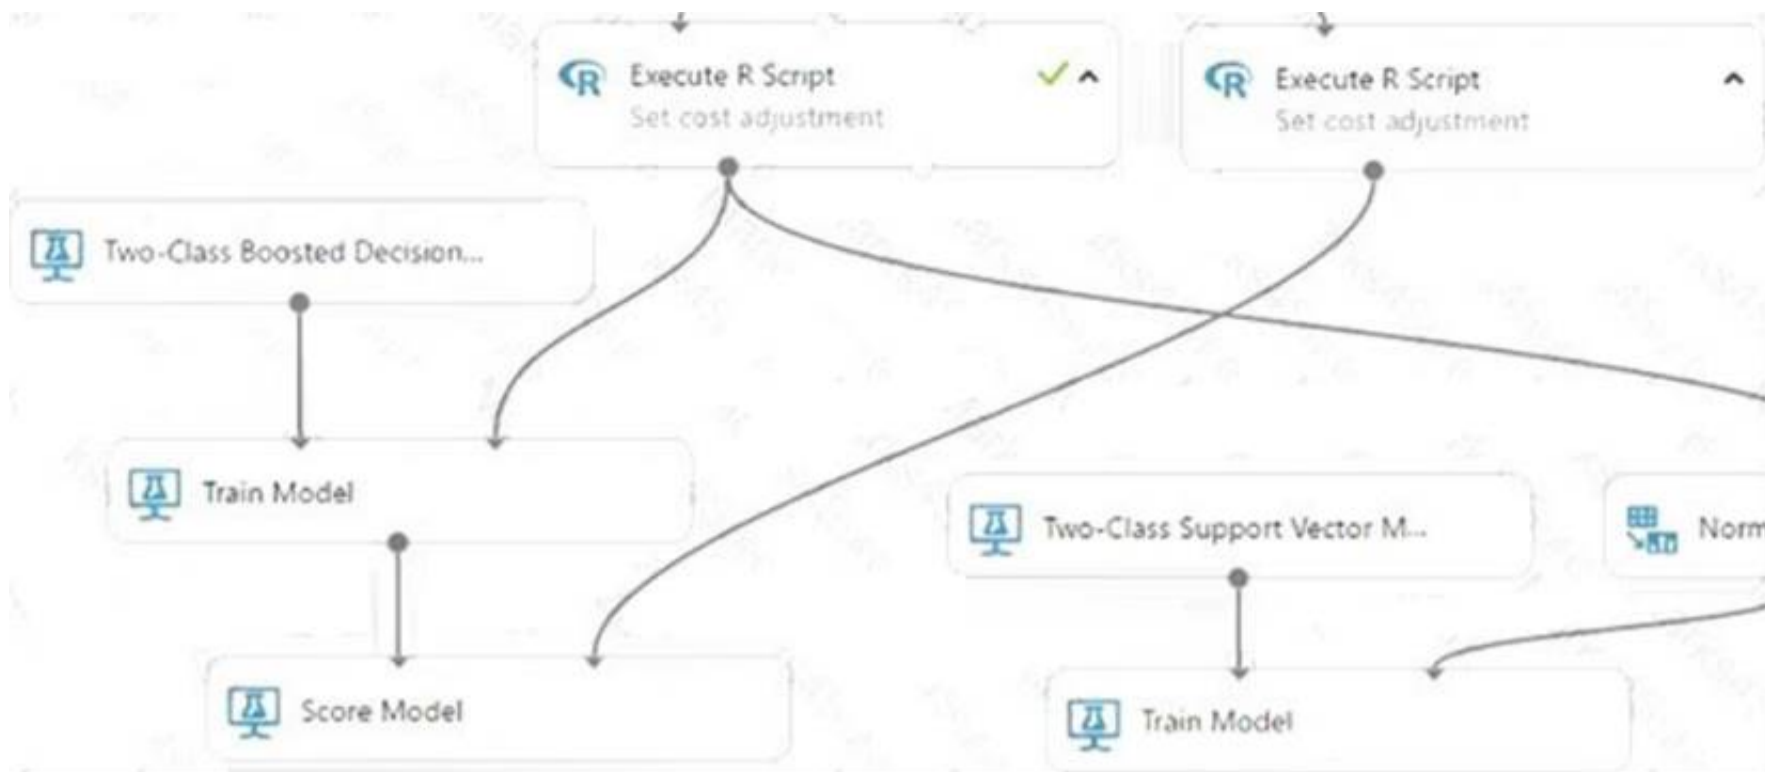 Execute R Script
Set cost adjustment
Execute R Script
Set cost adjustment
Two-Class Boosted Decision...
Train Model
Two-Class Support Vector M...
Norm
Score Model
Train Model